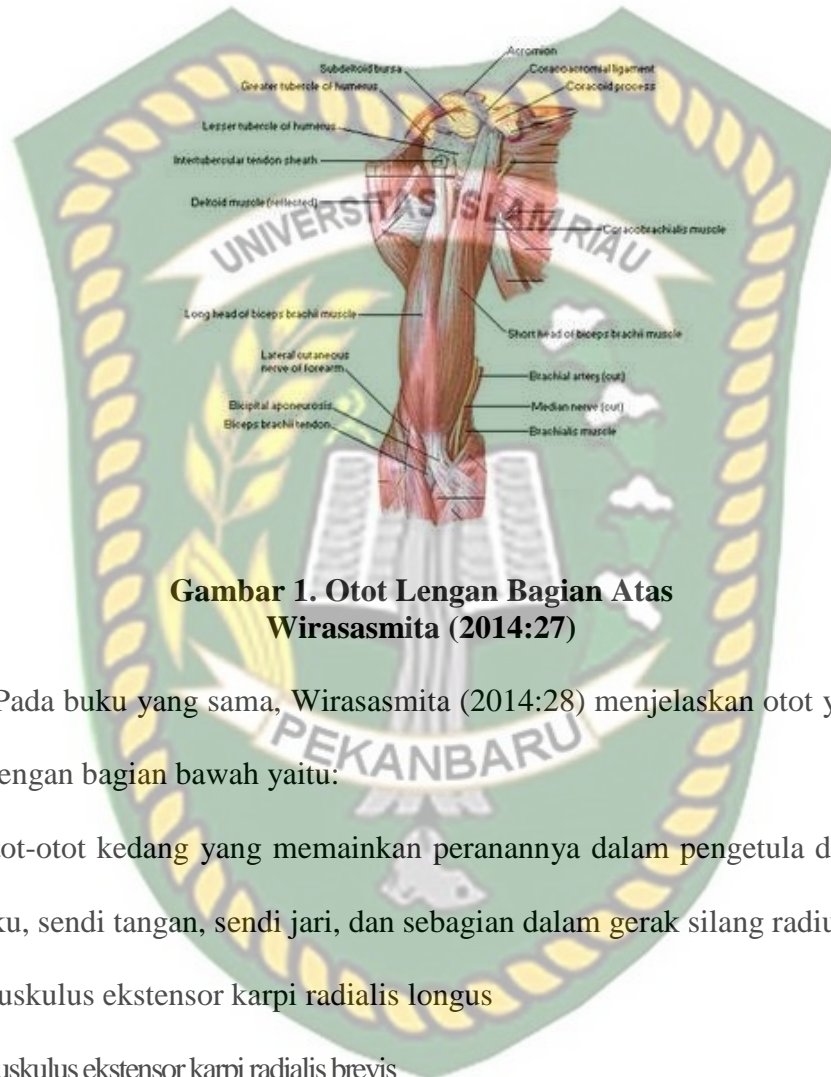 Acromion
Subdeltoid bursa
Coracoacromial ligament
Greater tubercle of humerus
Coracoid process
Lesser tubercle of humerus
Intertubercular tendon sheath
Deltoid muscle (reflected)
UNIVERSITAS ISLAM RIAU
Coracobrachialis muscle
Long head of biceps brachii muscle
Short head of biceps brachii muscle
Lateral cutaneous
nerve of forearm
Brachial artery (cut)
Bicipital aponeurosis
Median nerve (cut)
Biceps brachii tendon
Brachialis muscle
Gambar 1. Otot Lengan Bagian Atas
Wirasasmita (2014:27)
Pada buku yang sama, Wirasasmita (2014:28) menjelaskan otot y
PEKANBARU
engan bagian bawah yaitu:
tot-otot kedang yang memainkan peranannya dalam pengetula d
ku, sendi tangan, sendi jari, dan sebagian dalam gerak silang radiu
uskulus ekstensor karpi radialis longus
uskulus ekstensor karpi radialis brevis